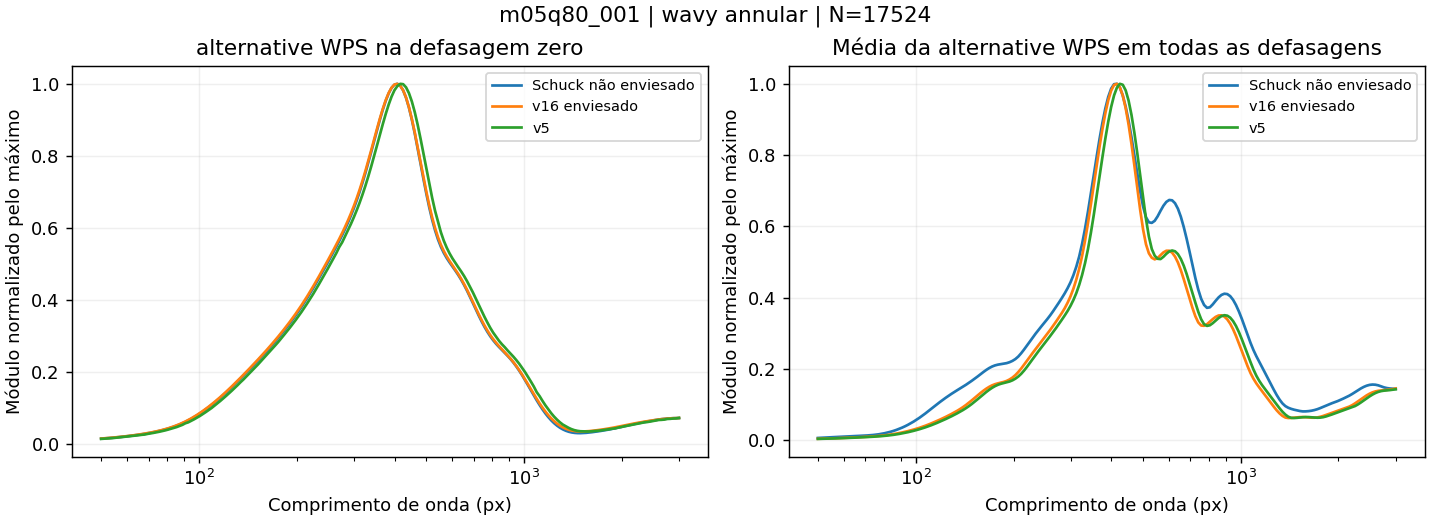 m05q80_001 | wavy annular | N=17524
alternative WPS na defasagem zero
Módulo normalizado pelo máximo
1.0
0.8
0.6
0.4
0.2
0.0
Schuck não enviesado
v16 enviesado
v5
10²
10³
Comprimento de onda (px)
Média da alternative WPS em todas as defasagens
Módulo normalizado pelo máximo
1.0
0.8
0.6
0.4
0.2
0.0
Schuck não enviesado
v16 enviesado
v5
10²
10³
Comprimento de onda (px)